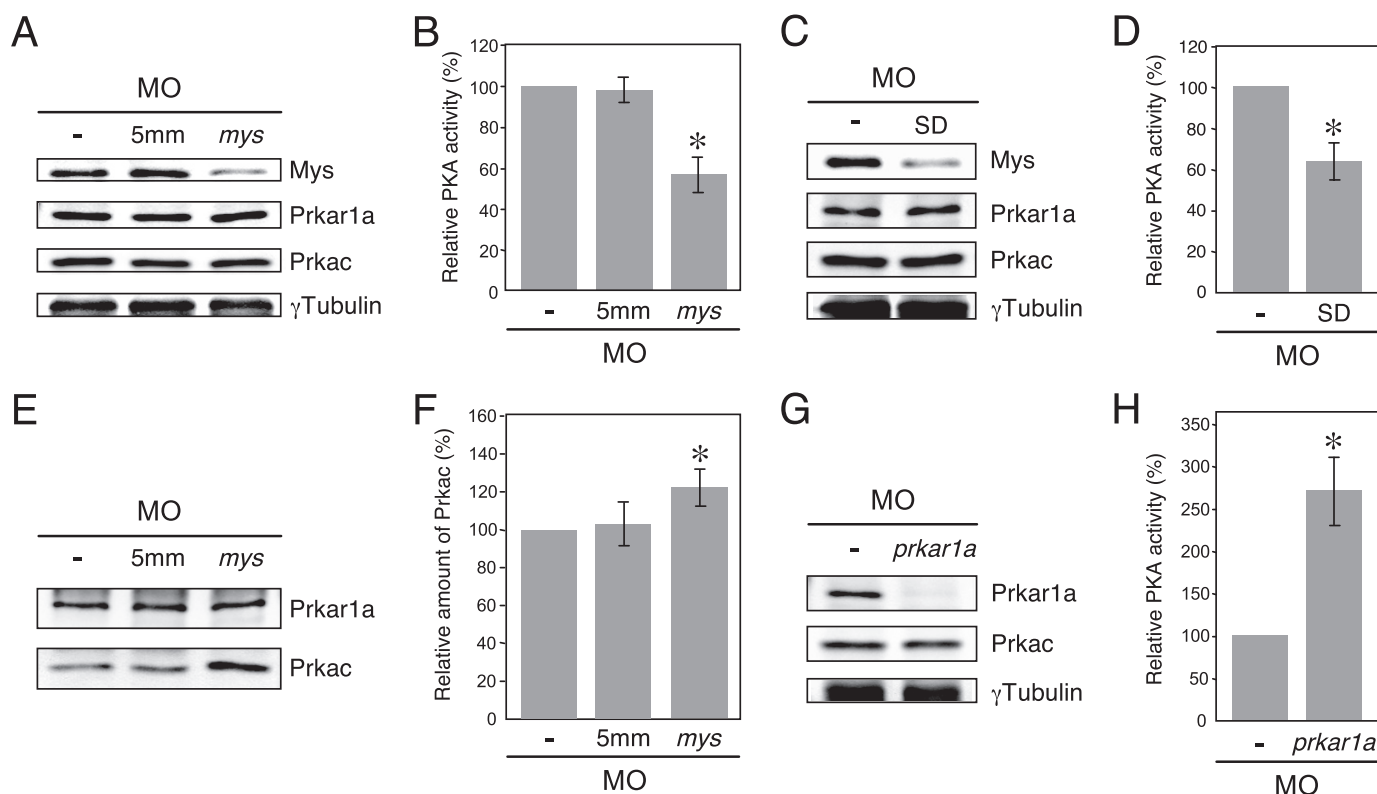 A
MO
- 5mm mys
Mys
Prkar1a
Prkac
γTubulin
B
Relative PKA activity (%)
120
100
80
60
40
20
0
*
- 5mm mys
MO
C
MO
- SD
Mys
Prkar1a
Prkac
γTubulin
D
Relative PKA activity (%)
120
100
80
60
40
20
0
*
- SD
MO
E
MO
- 5mm mys
Prkar1a
Prkac
F
Relative amount of Prkac (%)
160
140
120
100
80
60
40
20
0
*
- 5mm mys
MO
G
MO
- prkar1a
Prkar1a
Prkac
γTubulin
H
Relative PKA activity (%)
350
300
250
200
150
100
50
0
*
- prkar1a
MO